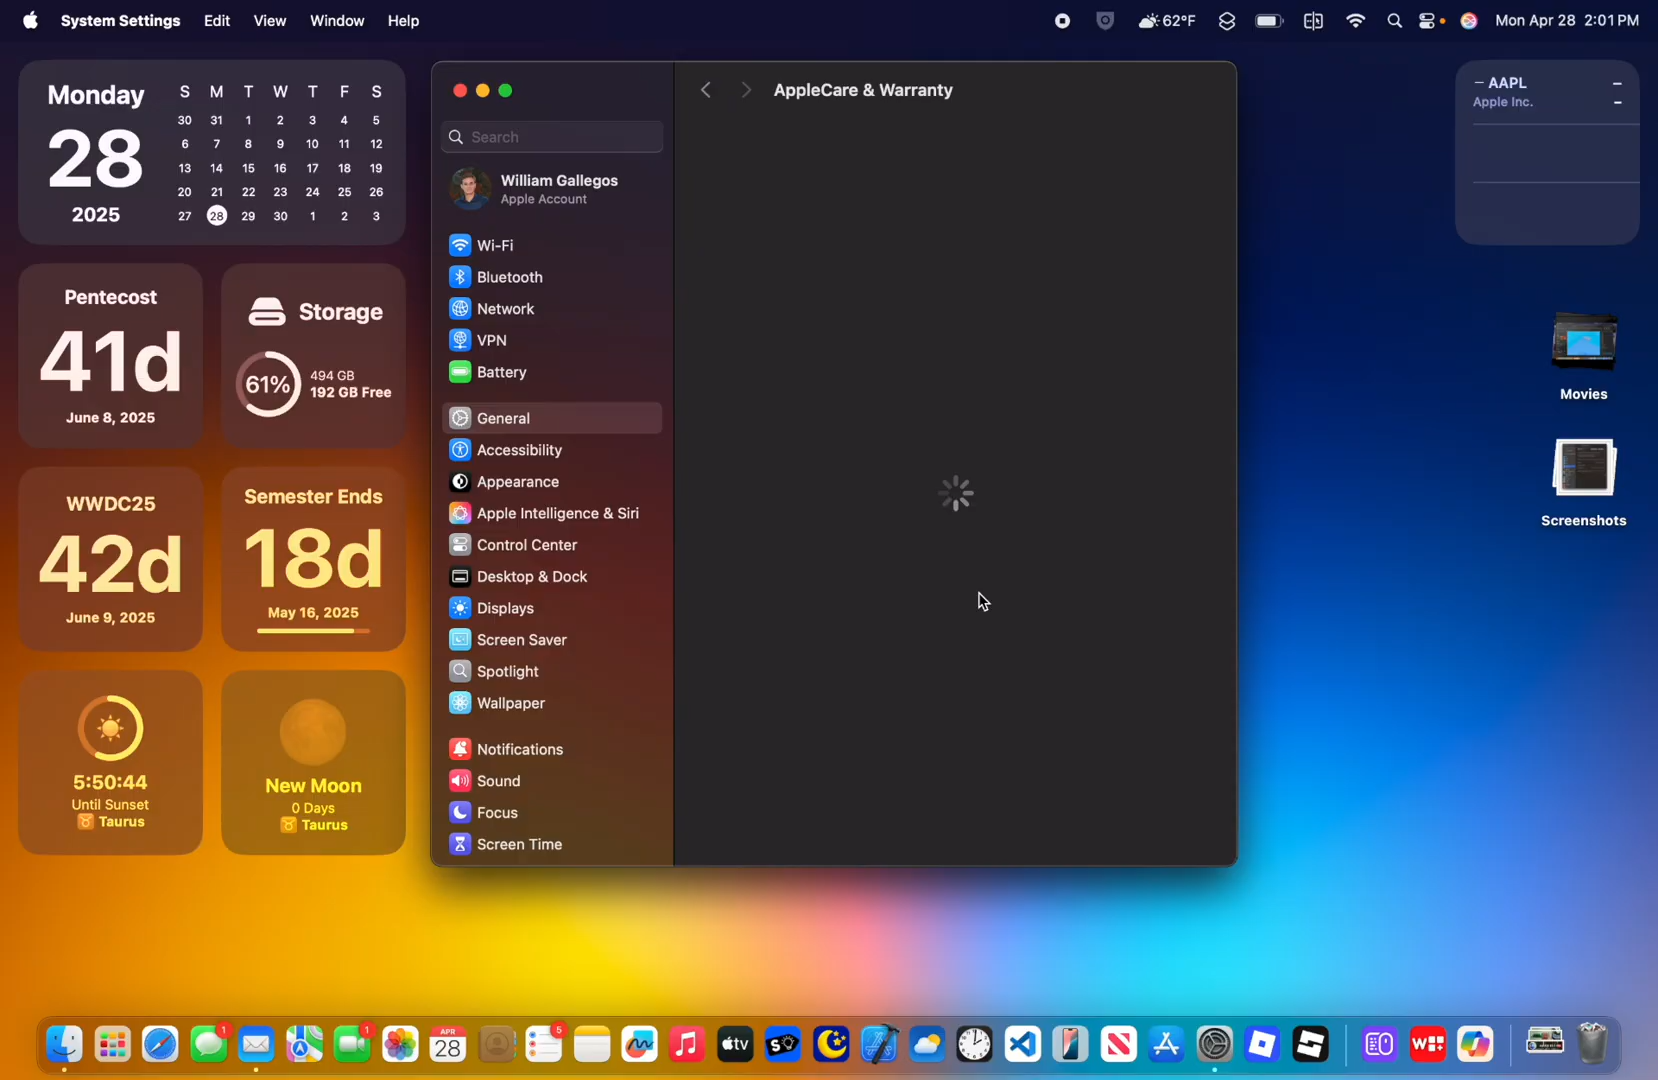 System Settings Edit View Window Help
62°F
Mon Apr 28 2:01 PM
Monday
28
2025
S M T W T F S
30 31 1 2 3 4 5
6 7 8 9 10 11 12
13 14 15 16 17 18 19
20 21 22 23 24 25 26
27 28 29 30 1 2 3
Pentecost
41d
June 8, 2025
Storage
61%
494 GB
192 GB Free
WWDC25
42d
June 9, 2025
Semester Ends
18d
May 16, 2025
5:50:44
Until Sunset
Taurus
New Moon
0 Days
Taurus
Search
William Gallegos
Apple Account
Wi-Fi
Bluetooth
Network
VPN
Battery
General
Accessibility
Appearance
Apple Intelligence & Siri
Control Center
Desktop & Dock
Displays
Screen Saver
Spotlight
Wallpaper
Notifications
Sound
Focus
Screen Time
AppleCare & Warranty
– AAPL –
Apple Inc. –
Movies
Screenshots
1
1
APR
28
5
tv